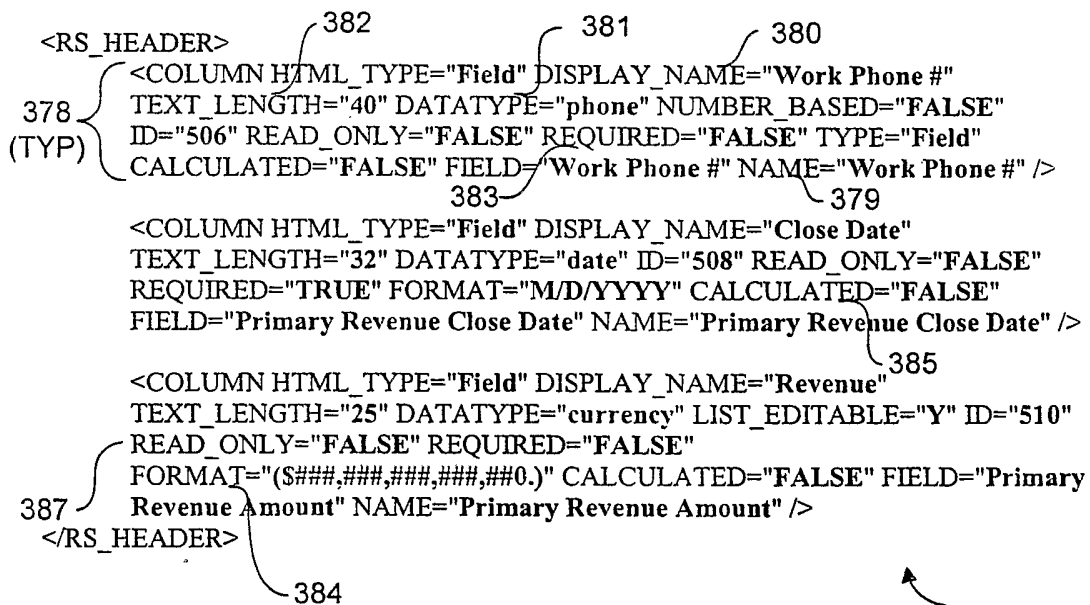 382 381 380
<RS_HEADER>
<COLUMN HTML_TYPE="Field" DISPLAY_NAME="Work Phone #"
TEXT_LENGTH="40" DATATYPE="phone" NUMBER_BASED="FALSE"
378
ID="506" READ_ONLY="FALSE" REQUIRED="FALSE" TYPE="Field"
(TYP)
CALCULATED="FALSE" FIELD="Work Phone #" NAME="Work Phone #" />
383 379
<COLUMN HTML_TYPE="Field" DISPLAY_NAME="Close Date"
TEXT_LENGTH="32" DATATYPE="date" ID="508" READ_ONLY="FALSE"
REQUIRED="TRUE" FORMAT="M/D/YYYY" CALCULATED="FALSE"
FIELD="Primary Revenue Close Date" NAME="Primary Revenue Close Date" />
385
<COLUMN HTML_TYPE="Field" DISPLAY_NAME="Revenue"
TEXT_LENGTH="25" DATATYPE="currency" LIST_EDITABLE="Y" ID="510"
READ_ONLY="FALSE" REQUIRED="FALSE"
FORMAT="($###,###,###,###,##0.)" CALCULATED="FALSE" FIELD="Primary
387
Revenue Amount" NAME="Primary Revenue Amount" />
</RS_HEADER>
384